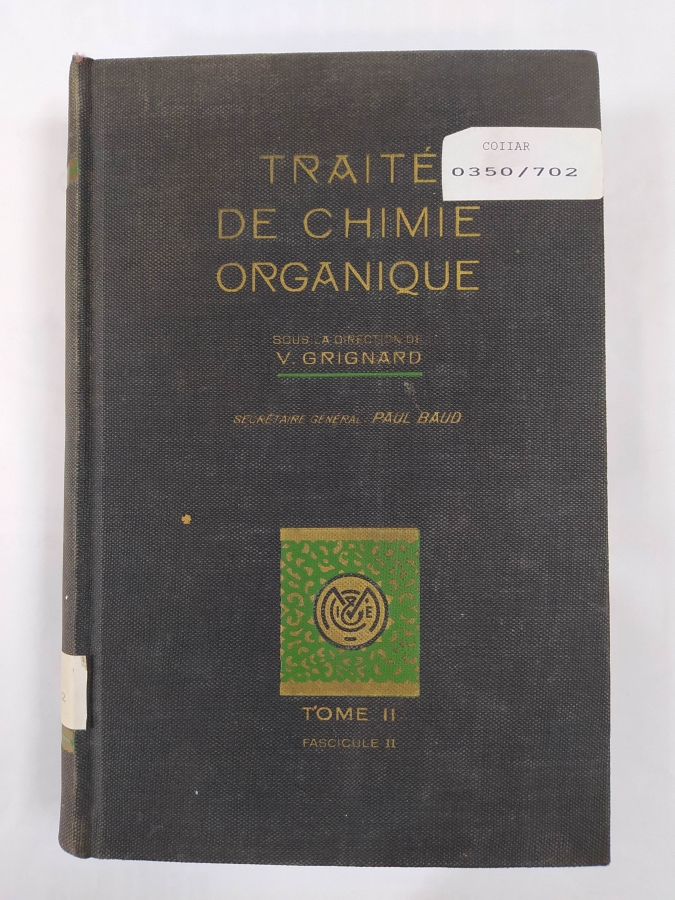 COIIAR
0350/702
TRAITÉ
DE CHIMIE
ORGANIQUE
SOUS LA DIRECTION DE
V. GRIGNARD
SECRÉTAIRE GÉNÉRAL PAUL BAUD
TOME II
FASCICULE II